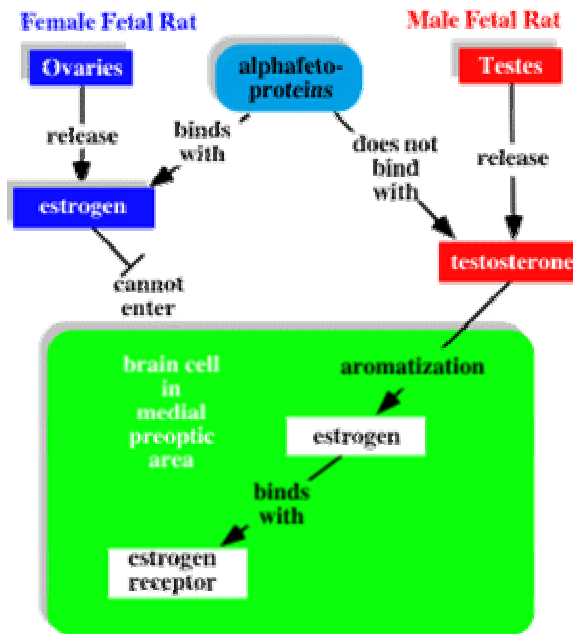 Female Fetal Rat
Male Fetal Rat
Ovaries
alphafeto-
proteins
Testes
release
binds
with
does not
bind
with
release
estrogen
testosterone
cannot
enter
brain cell
in
medial
preoptic
area
aromatization
estrogen
binds
with
estrogen
receptor